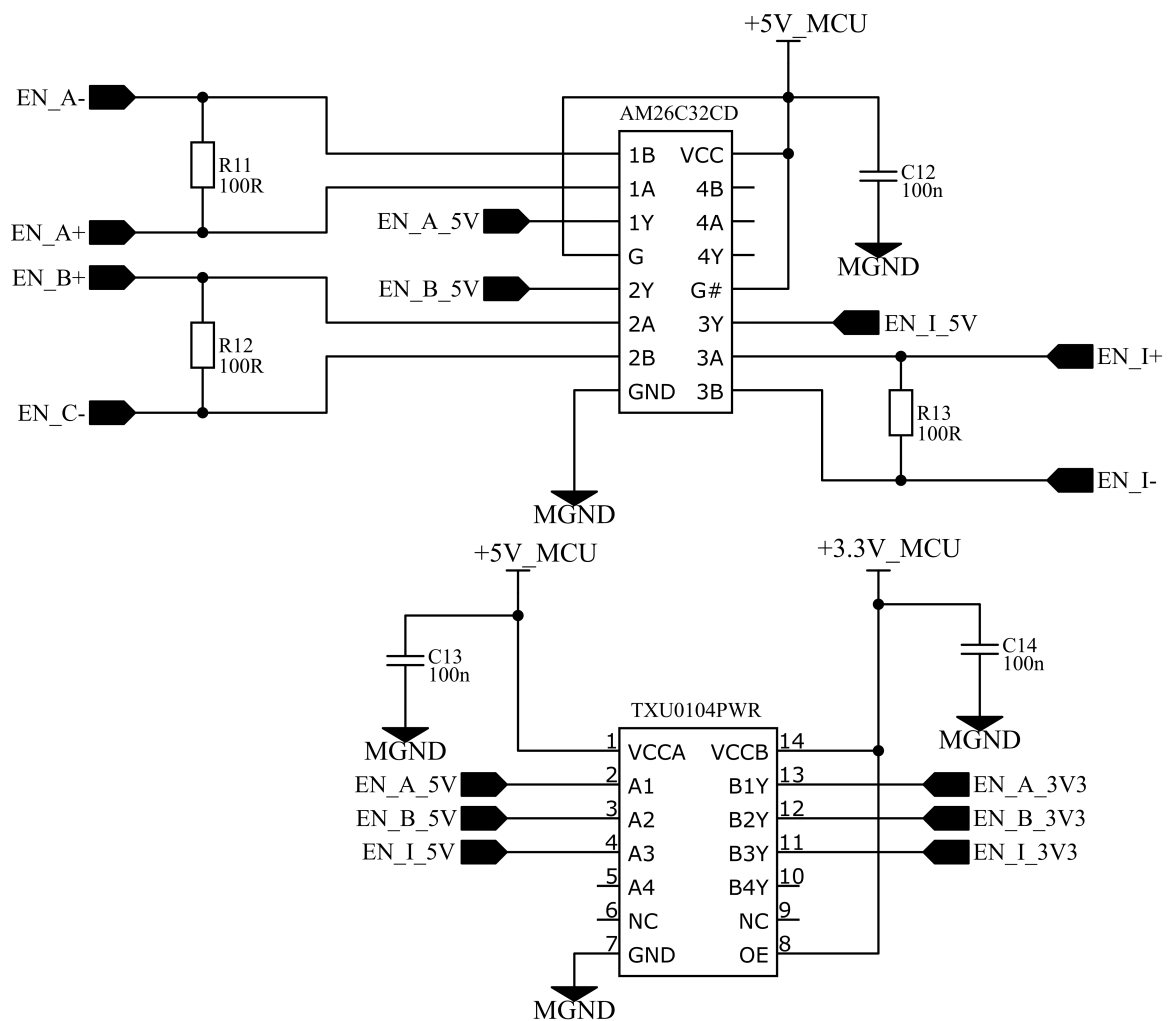 +5V_MCU
EN_A-
AM26C32CD
R11
100R
1B VCC
1A 4B
C12
100n
EN_A+
EN_A_5V
1Y 4A
G 4Y
MGND
EN_B+
EN_B_5V
2Y G#
2A 3Y
EN_I_5V
R12
100R
2B 3A
EN_I+
GND 3B
EN_C-
R13
100R
EN_I-
MGND
+5V_MCU
+3.3V_MCU
C13
100n
C14
100n
TXU0104PWR
MGND
MGND
1 VCCA VCCB 14
EN_A_5V 2 A1 B1Y 13 EN_A_3V3
EN_B_5V 3 A2 B2Y 12 EN_B_3V3
EN_I_5V 4 A3 B3Y 11 EN_I_3V3
5 A4 B4Y 10
6 NC NC 9
7 GND OE 8
MGND